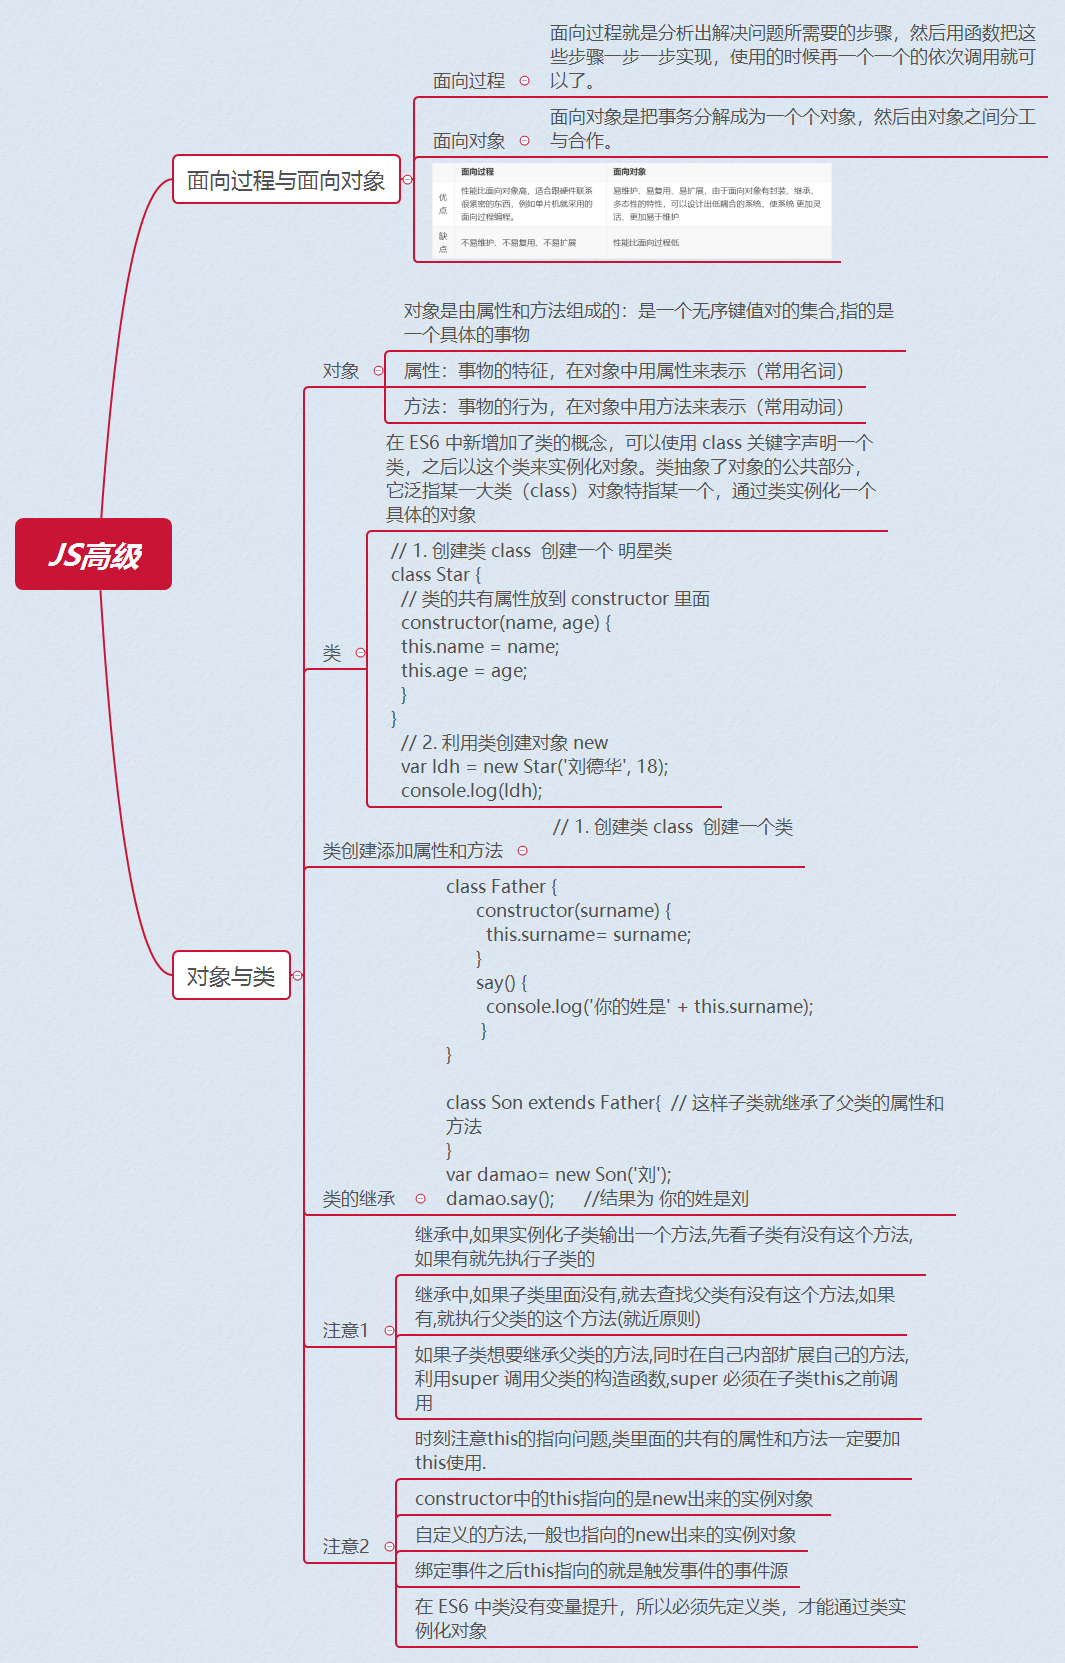 面向过程就是分析出解决问题所需要的步骤，然后用函数把这
些步骤一步一步实现，使用的时候再一个一个的依次调用就可
以了。
面向过程
面向对象是把事务分解成为一个个对象，然后由对象之间分工
与合作。
面向对象
面向过程与面向对象
面向过程 面向对象
优点
性能比面向对象高，适合跟硬件联系
很紧密的东西，例如单片机就采用的
面向过程编程。
易维护、易复用、易扩展，由于面向对象有封装、继承、
多态性的特性，可以设计出低耦合的系统，使系统 更加灵
活、更加易于维护
缺点
不易维护、不易复用、不易扩展
性能比面向过程低
对象是由属性和方法组成的：是一个无序键值对的集合,指的是
一个具体的事物
对象
属性：事物的特征，在对象中用属性来表示（常用名词）
方法：事物的行为，在对象中用方法来表示（常用动词）
在 ES6 中新增加了类的概念，可以使用 class 关键字声明一个
类，之后以这个类来实例化对象。类抽象了对象的公共部分，
它泛指某一大类（class）对象特指某一个，通过类实例化一个
具体的对象
JS高级
// 1. 创建类 class  创建一个 明星类
class Star {
// 类的共有属性放到 constructor 里面
constructor(name, age) {
this.name = name;
类
this.age = age;
}
}
// 2. 利用类创建对象 new
var ldh = new Star('刘德华', 18);
console.log(ldh);
// 1. 创建类 class  创建一个类
类创建添加属性和方法
class Father {
constructor(surname) {
this.surname= surname;
}
对象与类
say() {
console.log('你的姓是' + this.surname);
}
}
class Son extends Father{  // 这样子类就继承了父类的属性和
方法
}
var damao= new Son('刘');
类的继承
damao.say();      //结果为 你的姓是刘
继承中,如果实例化子类输出一个方法,先看子类有没有这个方法,
如果有就先执行子类的
继承中,如果子类里面没有,就去查找父类有没有这个方法,如果
有,就执行父类的这个方法(就近原则)
注意1
如果子类想要继承父类的方法,同时在自己内部扩展自己的方法,
利用super 调用父类的构造函数,super 必须在子类this之前调
用
时刻注意this的指向问题,类里面的共有的属性和方法一定要加
this使用.
constructor中的this指向的是new出来的实例对象
自定义的方法,一般也指向的new出来的实例对象
注意2
绑定事件之后this指向的就是触发事件的事件源
在 ES6 中类没有变量提升，所以必须先定义类，才能通过类实
例化对象